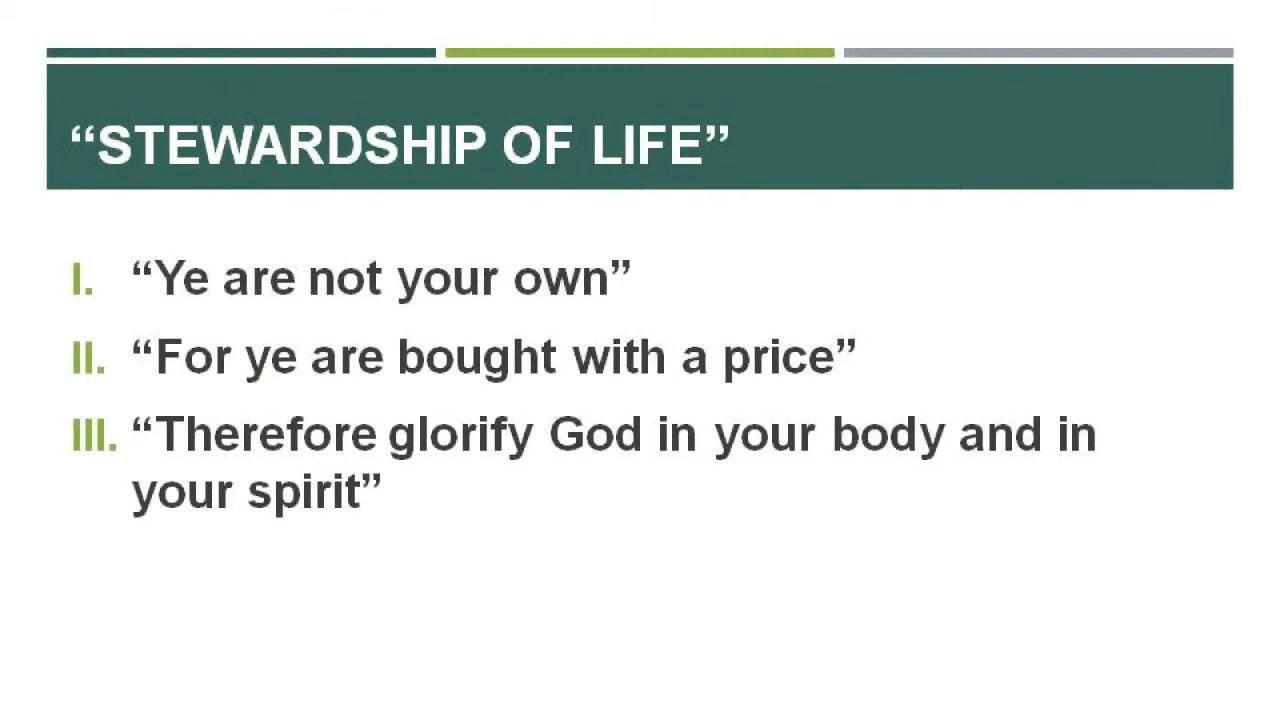 “STEWARDSHIP OF LIFE”
I. “Ye are not your own”
II. “For ye are bought with a price”
III. “Therefore glorify God in your body and in
your spirit”